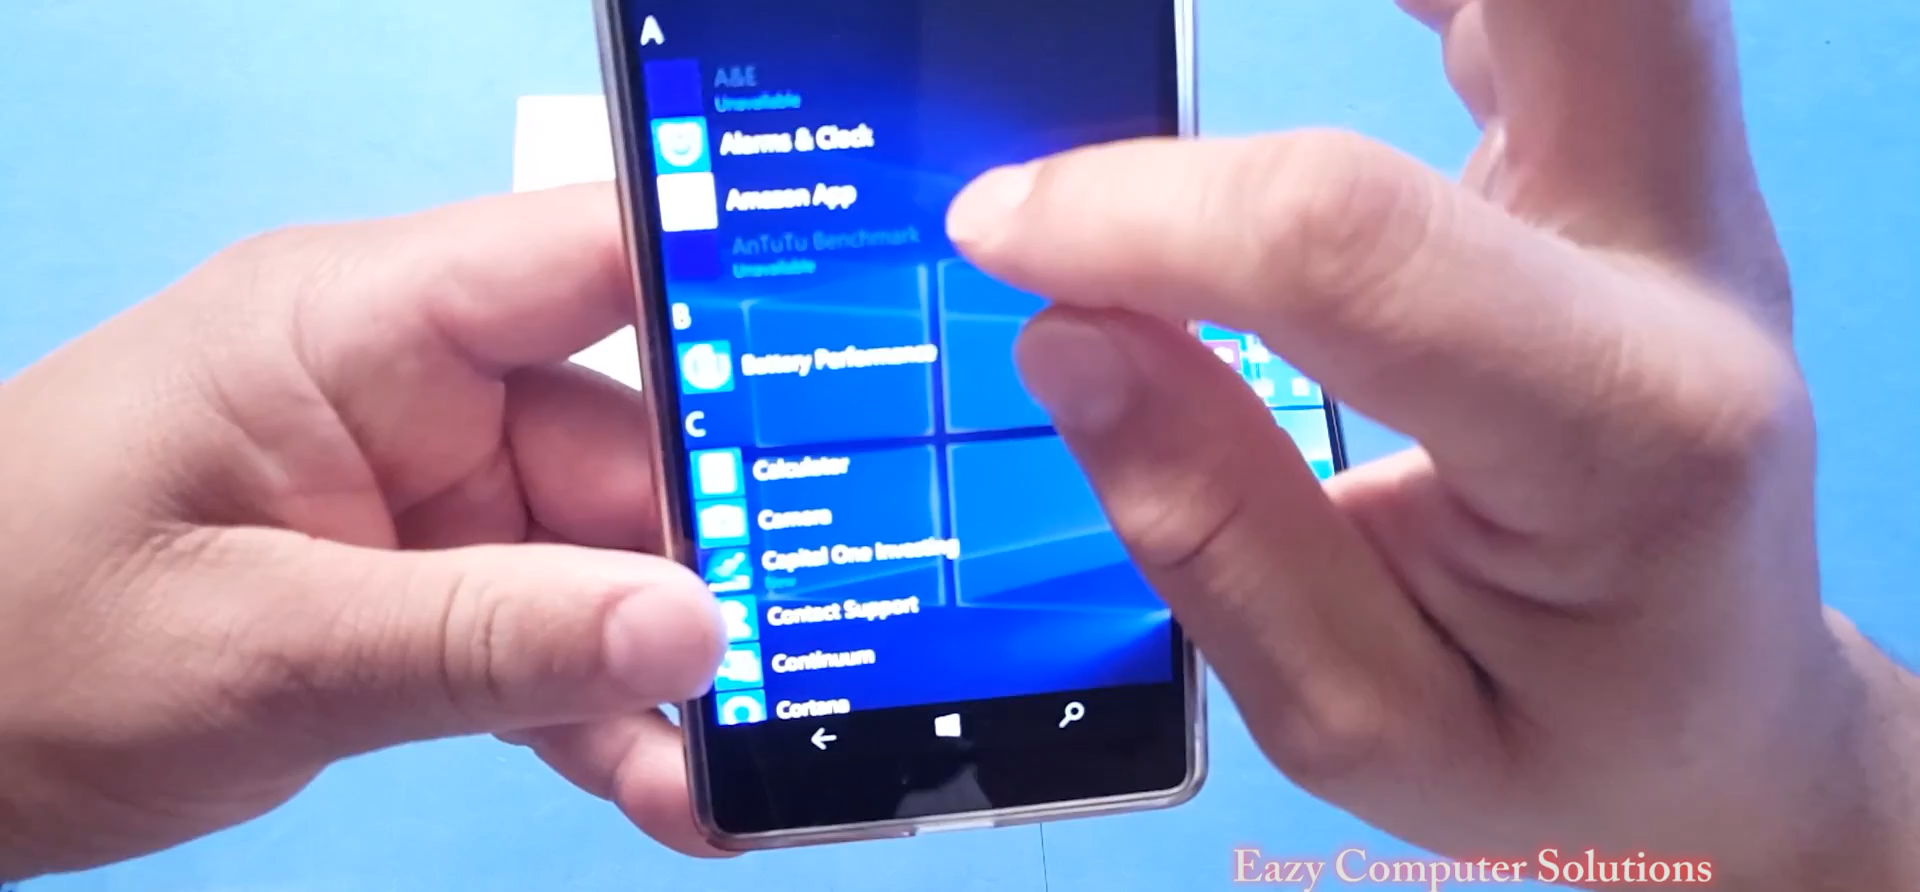 A
A&E
Unavailable
Alarms & Clock
Amazon App
AnTuTu Benchmark
Unavailable
B
Battery Performance
C
Calculator
Camera
Capital One Investing
New
Contact Support
Continuum
Cortana
Eazy Computer Solutions